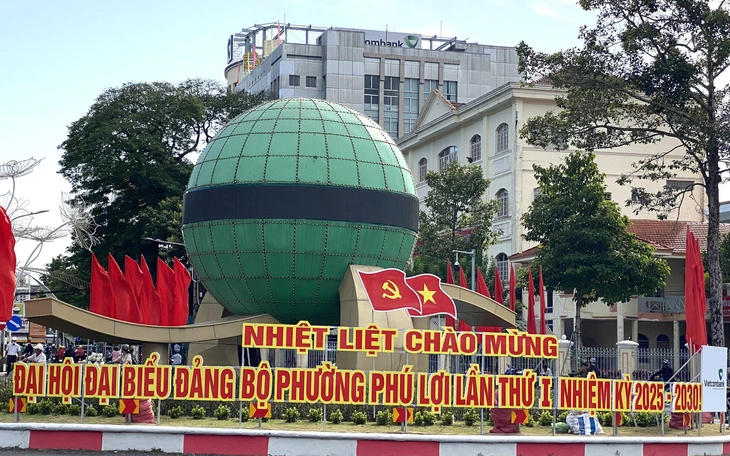 Vietcombank
NHIỆT LIỆT CHÀO MỪNG
ĐẠI HỘI ĐẠI BIỂU ĐẢNG BỘ PHƯỜNG PHÚ LỢI LẦN THỨ I NHIỆM KỲ 2025 - 2030!
Vietcombank